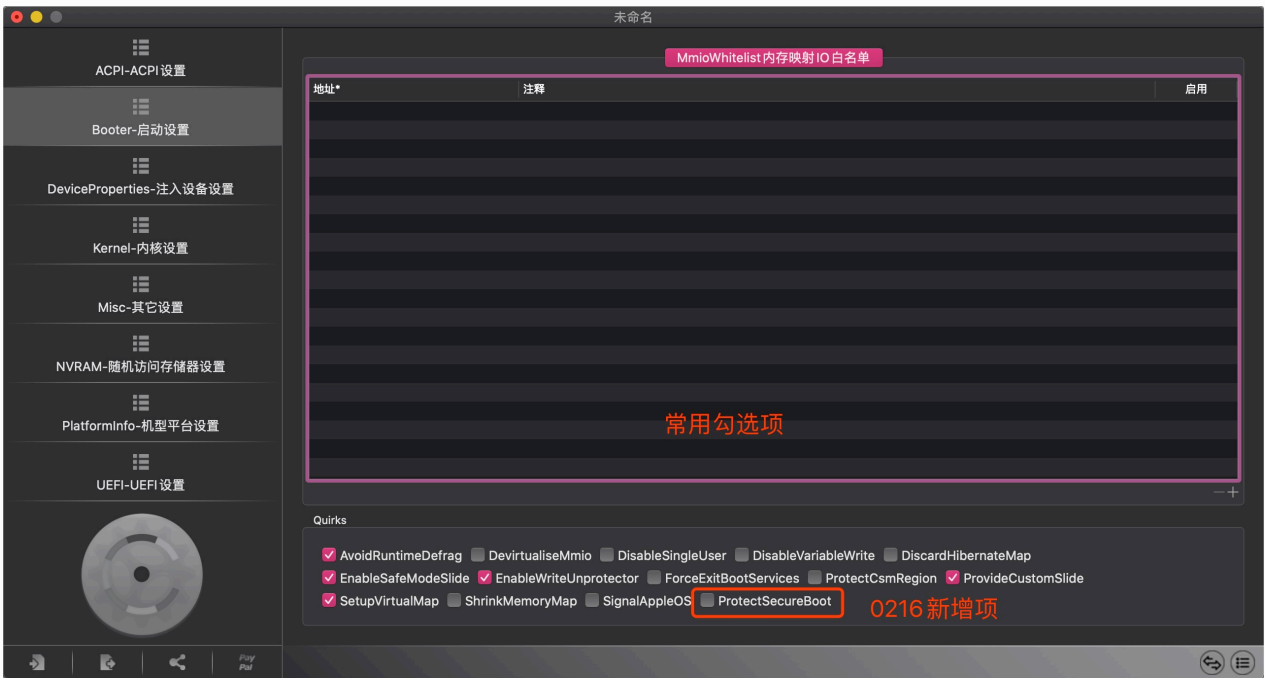 未命名
ACPI-ACPI设置
Booter-启动设置
DeviceProperties-注入设备设置
Kernel-内核设置
Misc-其它设置
NVRAM-随机访问存储器设置
PlatformInfo-机型平台设置
UEFI-UEFI设置
Pay
Pal
MmioWhitelist内存映射IO白名单
地址* 注释 启用
常用勾选项
Quirks
AvoidRuntimeDefrag DevirtualiseMmio DisableSingleUser DisableVariableWrite DiscardHibernateMap
EnableSafeModeSlide EnableWriteUnprotector ForceExitBootServices ProtectCsmRegion ProvideCustomSlide
SetupVirtualMap ShrinkMemoryMap SignalAppleOS ProtectSecureBoot
0216新增项